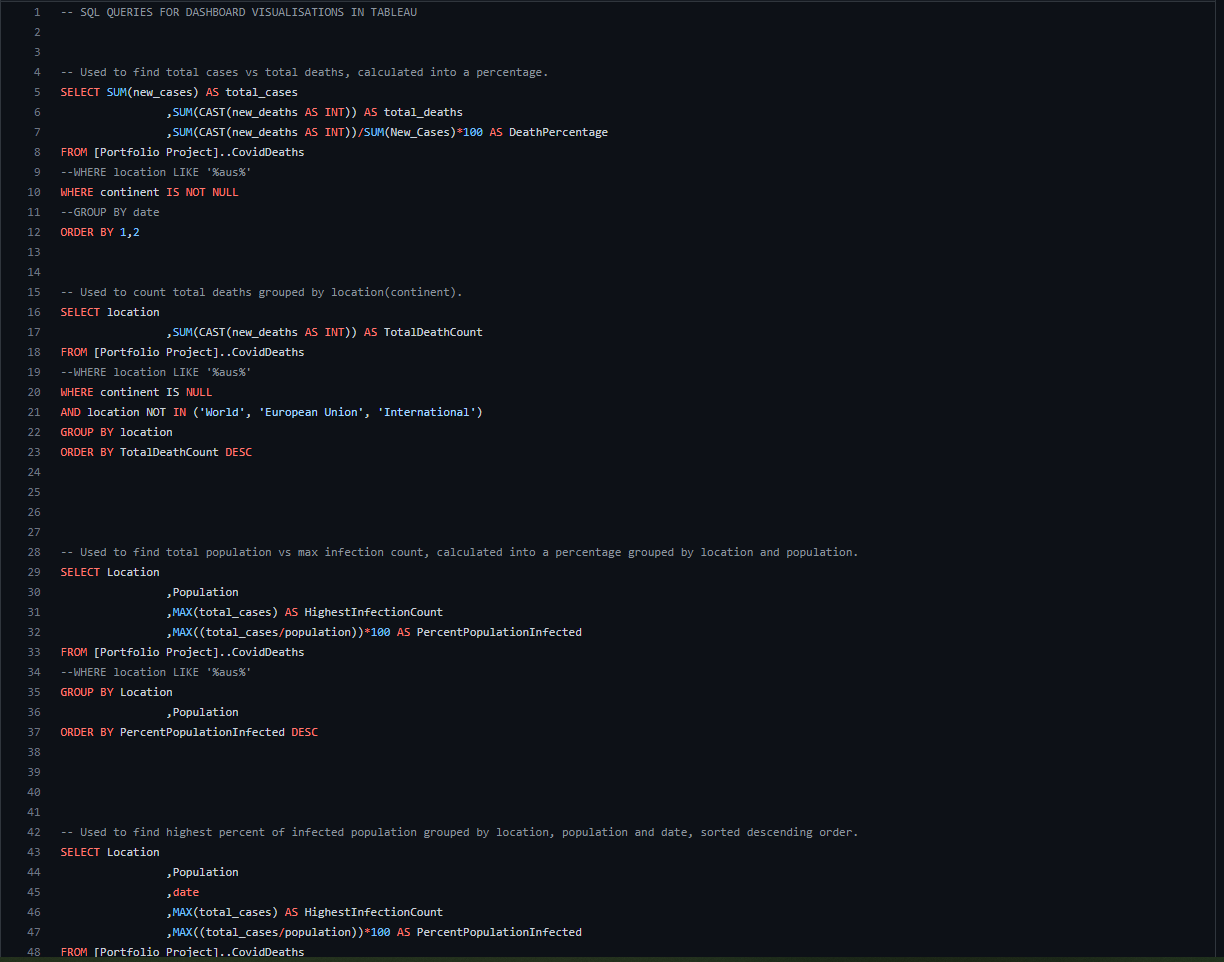 1 -- SQL QUERIES FOR DASHBOARD VISUALISATIONS IN TABLEAU
2
3
4 -- Used to find total cases vs total deaths, calculated into a percentage.
5 SELECT SUM(new_cases) AS total_cases
6 ,SUM(CAST(new_deaths AS INT)) AS total_deaths
7 ,SUM(CAST(new_deaths AS INT))/SUM(New_Cases)*100 AS DeathPercentage
8 FROM [Portfolio Project]..CovidDeaths
9 --WHERE location LIKE '%aus%'
10 WHERE continent IS NOT NULL
11 --GROUP BY date
12 ORDER BY 1,2
13
14
15 -- Used to count total deaths grouped by location(continent).
16 SELECT location
17 ,SUM(CAST(new_deaths AS INT)) AS TotalDeathCount
18 FROM [Portfolio Project]..CovidDeaths
19 --WHERE location LIKE '%aus%'
20 WHERE continent IS NULL
21 AND location NOT IN ('World', 'European Union', 'International')
22 GROUP BY location
23 ORDER BY TotalDeathCount DESC
24
25
26
27
28 -- Used to find total population vs max infection count, calculated into a percentage grouped by location and population.
29 SELECT Location
30 ,Population
31 ,MAX(total_cases) AS HighestInfectionCount
32 ,MAX((total_cases/population))*100 AS PercentPopulationInfected
33 FROM [Portfolio Project]..CovidDeaths
34 --WHERE location LIKE '%aus%'
35 GROUP BY Location
36 ,Population
37 ORDER BY PercentPopulationInfected DESC
38
39
40
41
42 -- Used to find highest percent of infected population grouped by location, population and date, sorted descending order.
43 SELECT Location
44 ,Population
45 ,date
46 ,MAX(total_cases) AS HighestInfectionCount
47 ,MAX((total_cases/population))*100 AS PercentPopulationInfected
48 FROM [Portfolio Project]..CovidDeaths